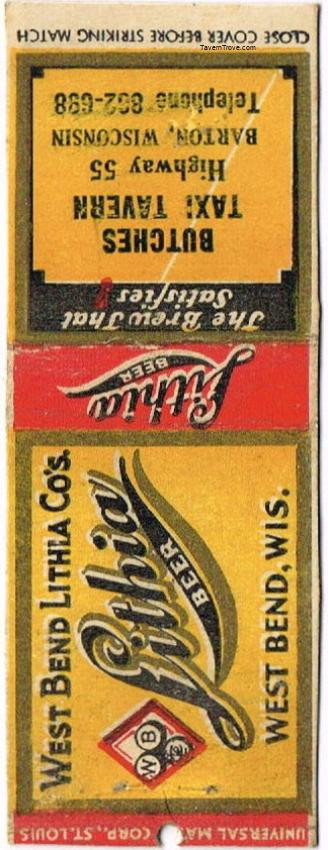 TavernTrove.com
CLOSE COVER BEFORE STRIKING MATCH
The Brew That
Satisfies
BUTCHES
TAXI TAVERN
Highway 55
BARTON, WISCONSIN
Telephone 852-698
Lithia
BEER
WEST BEND LITHIA CO'S.
Lithia
BEER
WB
WEST BEND, WIS.
UNIVERSAL MATCH CORP., ST. LOUIS